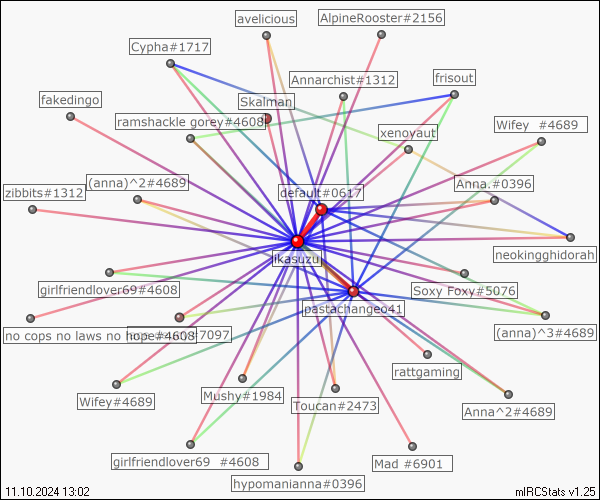 avelicious
AlpineRooster#2156
Cypha#1717
Annarchist#1312
frisout
fakedingo
Skalman
ramshackle gorey#4608
xenoyaut
Wifey #4689
(anna)^2#4689
zibbits#1312
default#0617
Anna.#0396
likasuzu
neokingghidorah
girlfriendlover69#4608
Soxy Foxy#5076
pastachangeo41
no cops no laws no hope#4608
#7097
(anna)^3#4689
rattgaming
Wifey#4689
Mushy#1984
Toucan#2473
Anna^2#4689
girlfriendlover69 #4608
Mad #6901
hypomanianna#0396
11.10.2024 13:02
mIRCStats v1.25